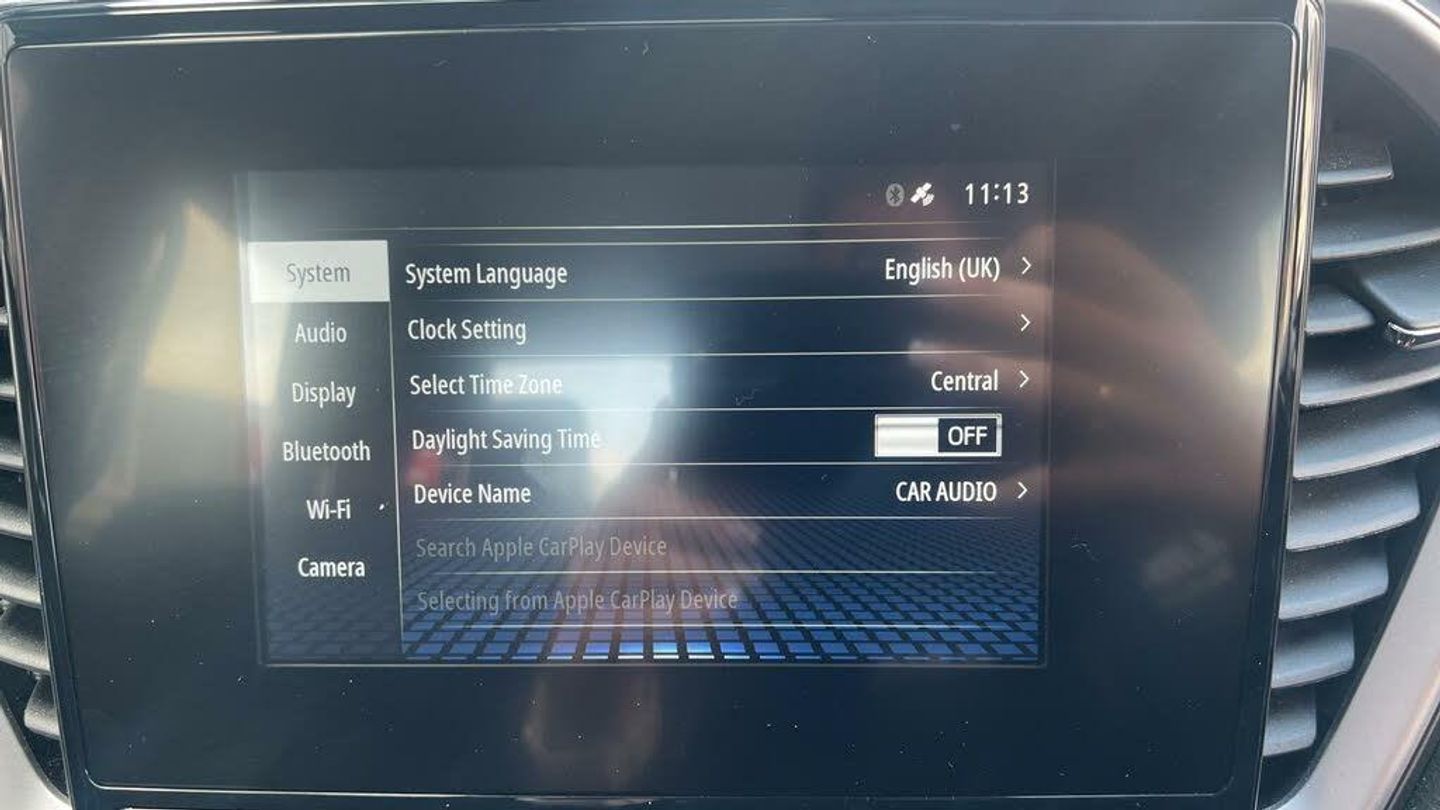 11:13
System
Audio
Display
Bluetooth
Wi-Fi
Camera
System Language English (UK) >
Clock Setting >
Select Time Zone Central >
Daylight Saving Time OFF
Device Name CAR AUDIO >
Search Apple CarPlay Device
Selecting from Apple CarPlay Device